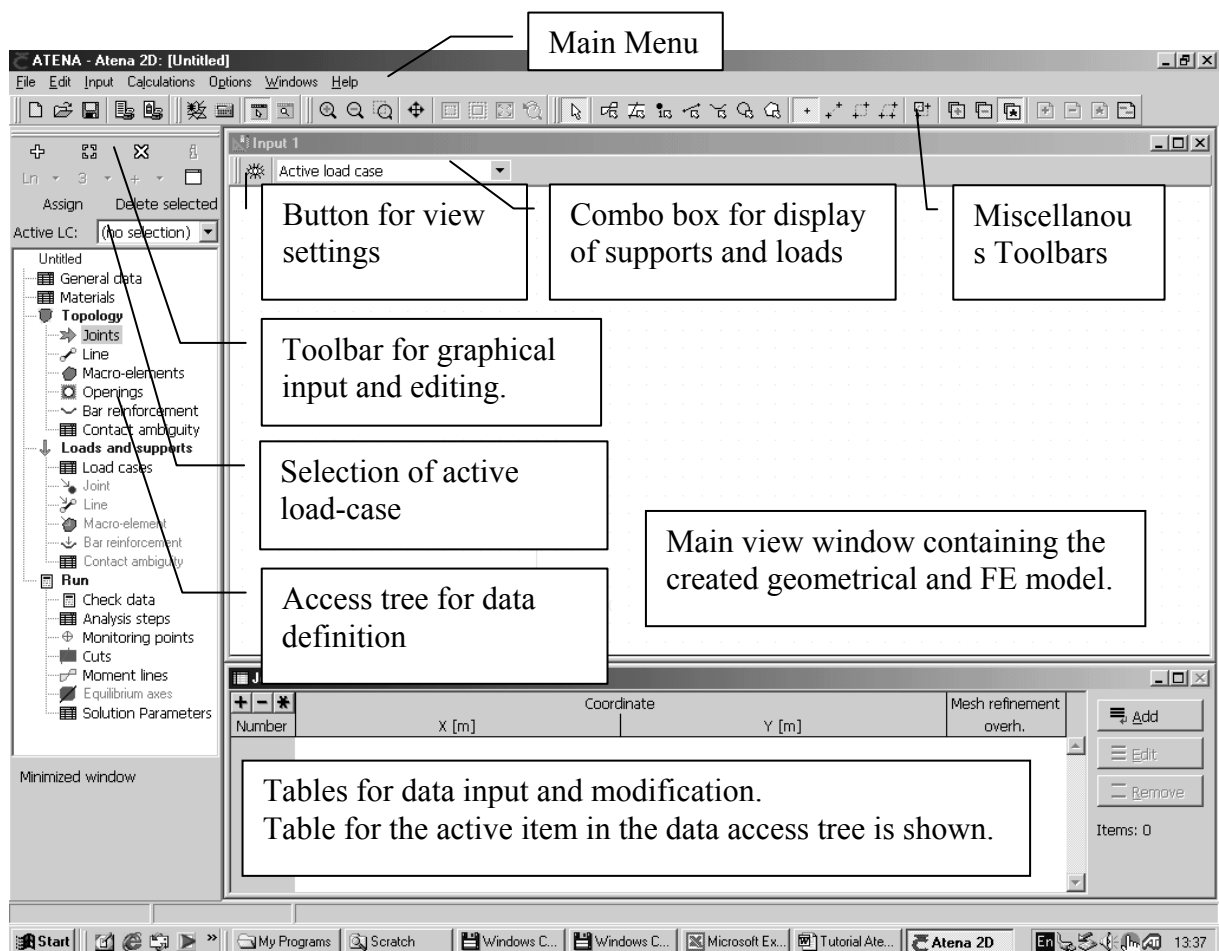 Main Menu
ATENA - Atena 2D: [Untitled]
File Edit Input Calculations Options Windows Help
Input 1
Active load case
Ln 3 +
Assign Delete selected
Active LC: (no selection)
Untitled
General data
Materials
Topology
Joints
Line
Macro-elements
Openings
Bar reinforcement
Contact ambiguity
Loads and supports
Load cases
Joint
Line
Macro-element
Bar reinforcement
Contact ambiguity
Run
Check data
Analysis steps
Monitoring points
Cuts
Moment lines
Equilibrium axes
Solution Parameters
Minimized window
Button for view
settings
Combo box for display
of supports and loads
Miscellanou
s Toolbars
Toolbar for graphical
input and editing.
Selection of active
load-case
Main view window containing the
created geometrical and FE model.
Access tree for data
definition
Coordinate
Mesh refinement
Number X [m] Y [m] overh.
Add
Edit
Remove
Items: 0
Tables for data input and modification.
Table for the active item in the data access tree is shown.
Start » My Programs Scratch Windows C... Windows C... Microsoft Ex... Tutorial Ate... Atena 2D En 13:37